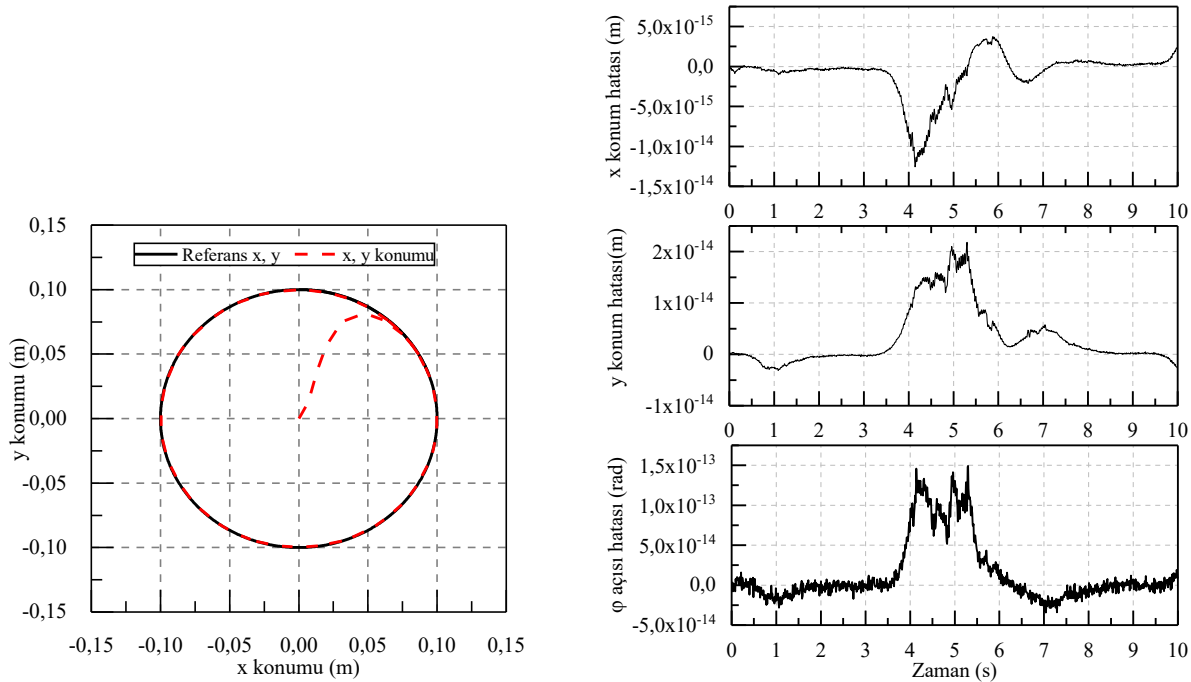 0,15
0,10
0,05
0,00
-0,05
-0,10
-0,15
y konumu (m)
Referans x, y
x, y konumu
-0,15 -0,10 -0,05 0,00 0,05 0,10 0,15
x konumu (m)
5,0x10⁻¹⁵
0,0
-5,0x10⁻¹⁵
-1,0x10⁻¹⁴
-1,5x10⁻¹⁴
x konum hatası (m)
0 1 2 3 4 5 6 7 8 9 10
2x10⁻¹⁴
1x10⁻¹⁴
0
-1x10⁻¹⁴
y konum hatası(m)
0 1 2 3 4 5 6 7 8 9 10
1,5x10⁻¹³
1,0x10⁻¹³
5,0x10⁻¹⁴
0,0
-5,0x10⁻¹⁴
φ açısı hatası (rad)
0 1 2 3 4 5 6 7 8 9 10
Zaman (s)